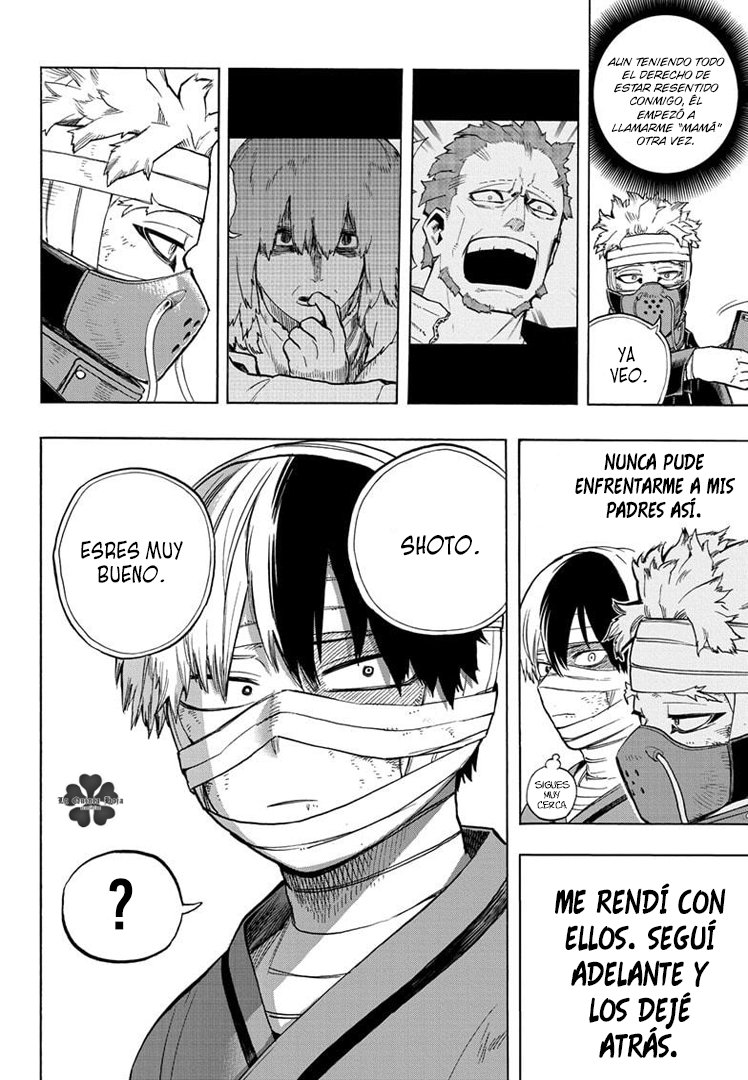 AUN TENIENDO TODO
EL DERECHO DE
ESTAR RESENTIDO
CONMIGO, ÉL
EMPEZÓ A
LLAMARME “MAMÁ”
OTRA VEZ.
YA
VEO.
NUNCA PUDE
ENFRENTARME A MIS
PADRES ASÍ.
SIGUES
MUY
CERCA
ME RENDÍ CON
ELLOS. SEGUÍ
ADELANTE Y
LOS DEJÉ
ATRÁS.
SHOTO.
ESRES MUY
BUENO.
?